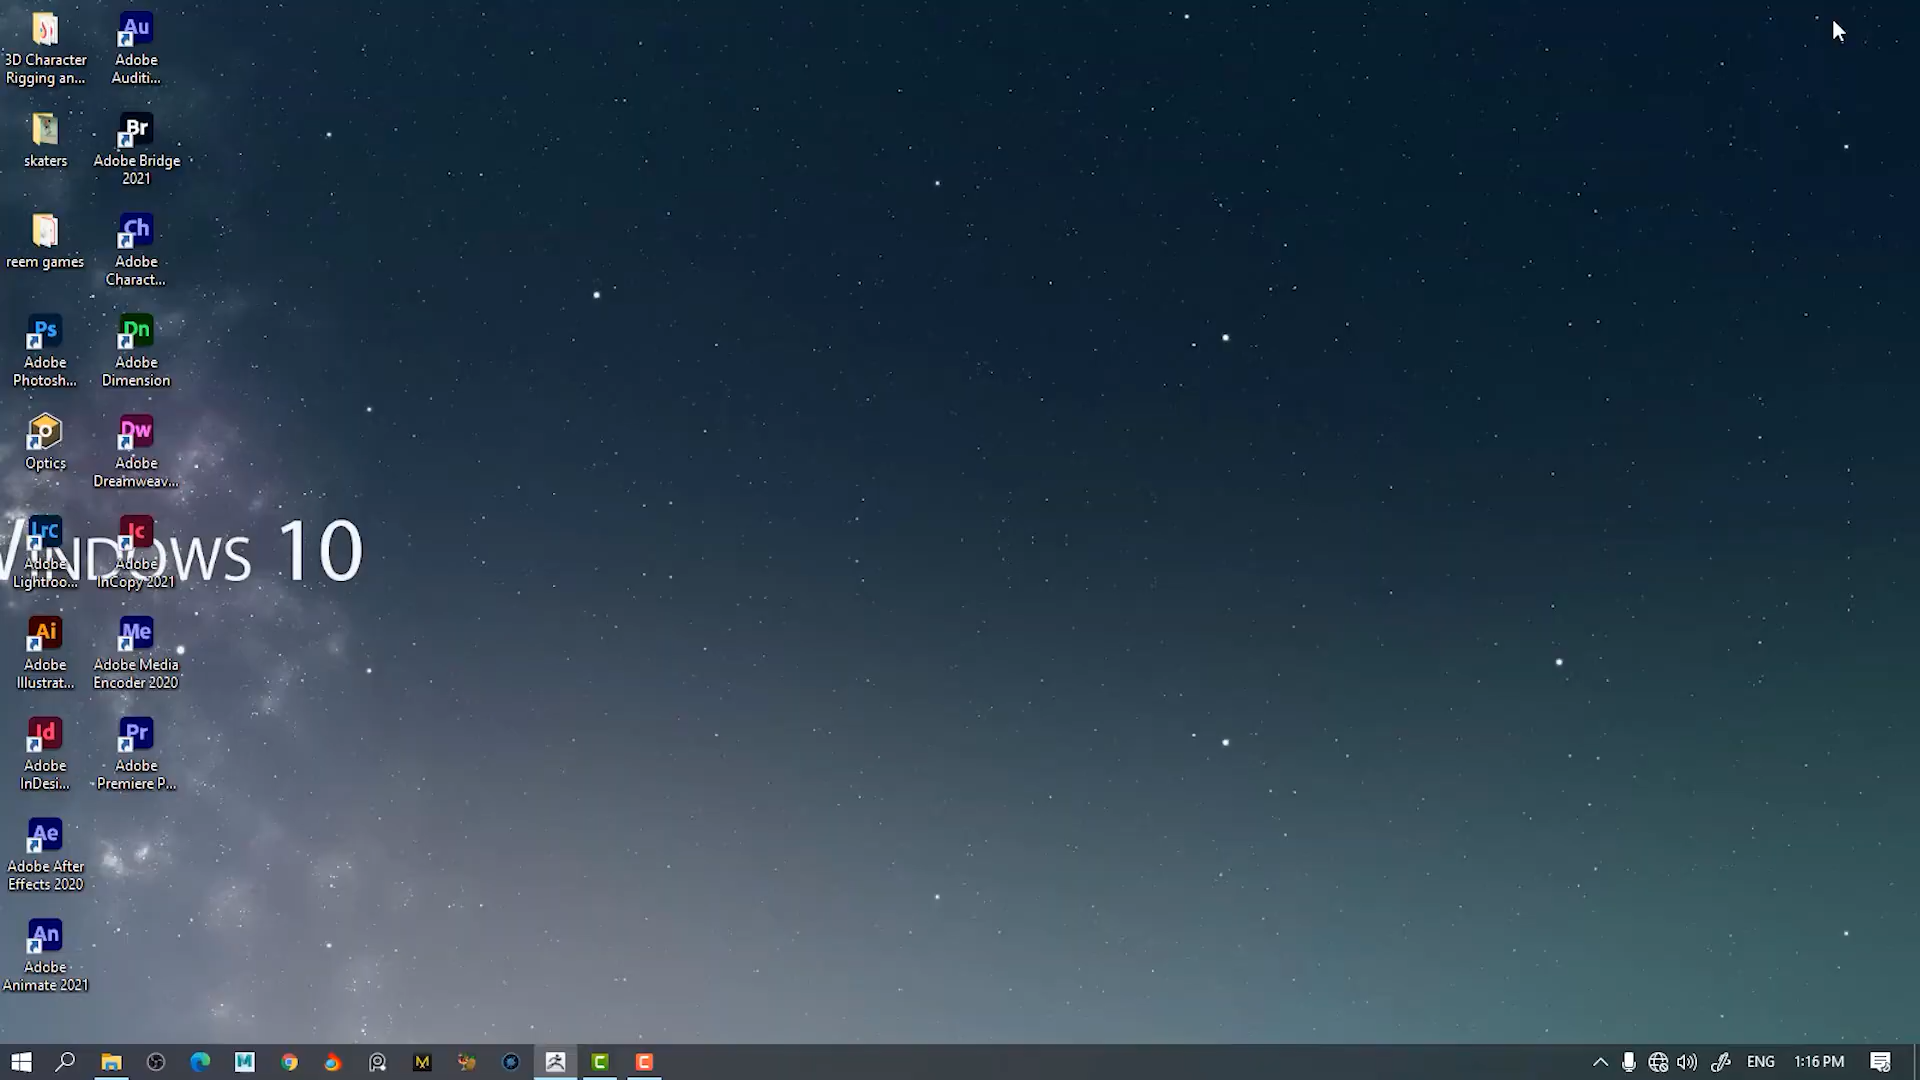 3D Character
Rigging an...
Au
Adobe
Auditi...
skaters
Br
Adobe Bridge
2021
reem games
Ch
Adobe
Charact...
Ps
Adobe
Photosh...
Dn
Adobe
Dimension
Optics
Dw
Adobe
Dreamweav...
WINDOWS 10
Lrc
Adobe
Lightroo...
Ic
Adobe
InCopy 2021
Ai
Adobe
Illustrat...
Me
Adobe Media
Encoder 2020
Id
Adobe
InDesi...
Pr
Adobe
Premiere P...
Ae
Adobe After
Effects 2020
An
Adobe
Animate 2021
M
M
C
C
ENG
1:16 PM